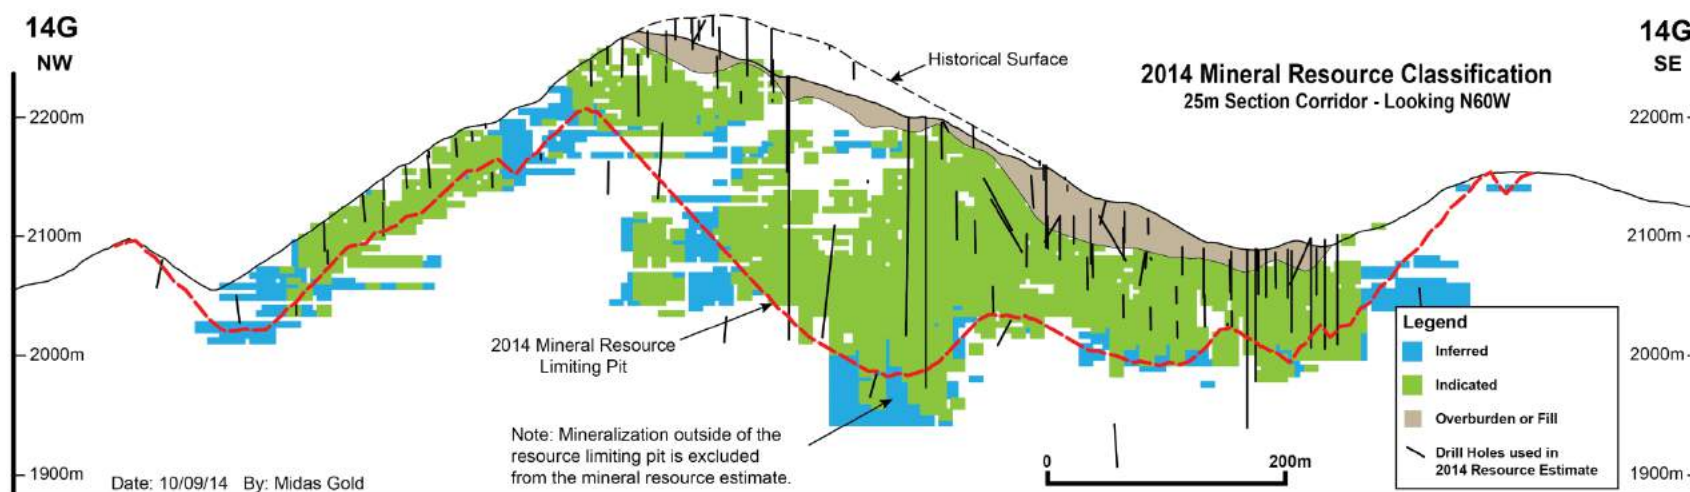 14G
NW
14G
SE
2014 Mineral Resource Classification
25m Section Corridor - Looking N60W
Historical Surface
2200m
2200m
2100m
2100m
2000m
2000m
1900m
1900m
2014 Mineral Resource
Limiting Pit
Note: Mineralization outside of the
resource limiting pit is excluded
from the mineral resource estimate.
Date: 10/09/14 By: Midas Gold
0
200m
Legend
Inferred
Indicated
Overburden or Fill
Drill Holes used in
2014 Resource Estimate